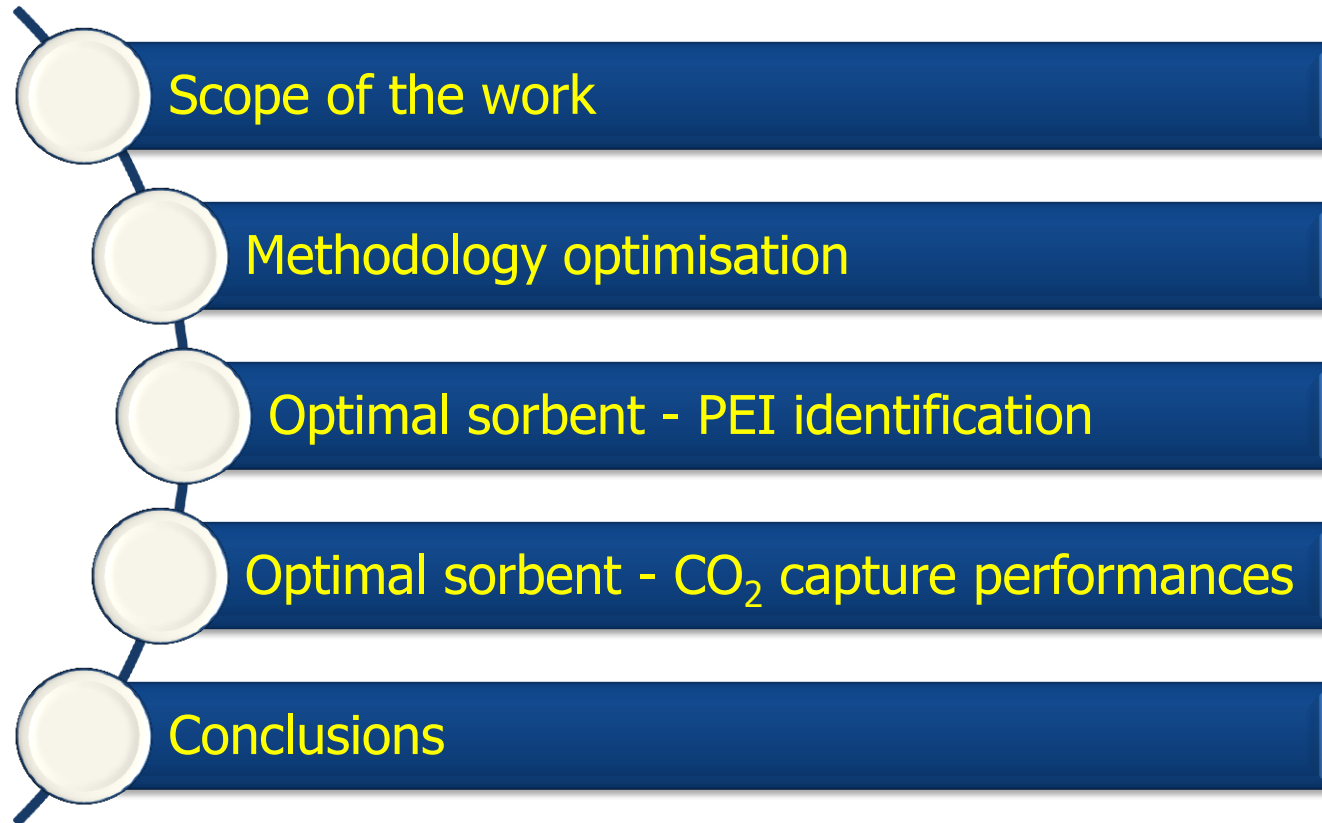 Scope of the work
Methodology optimisation
Optimal sorbent - PEI identification
Optimal sorbent - CO₂ capture performances
Conclusions